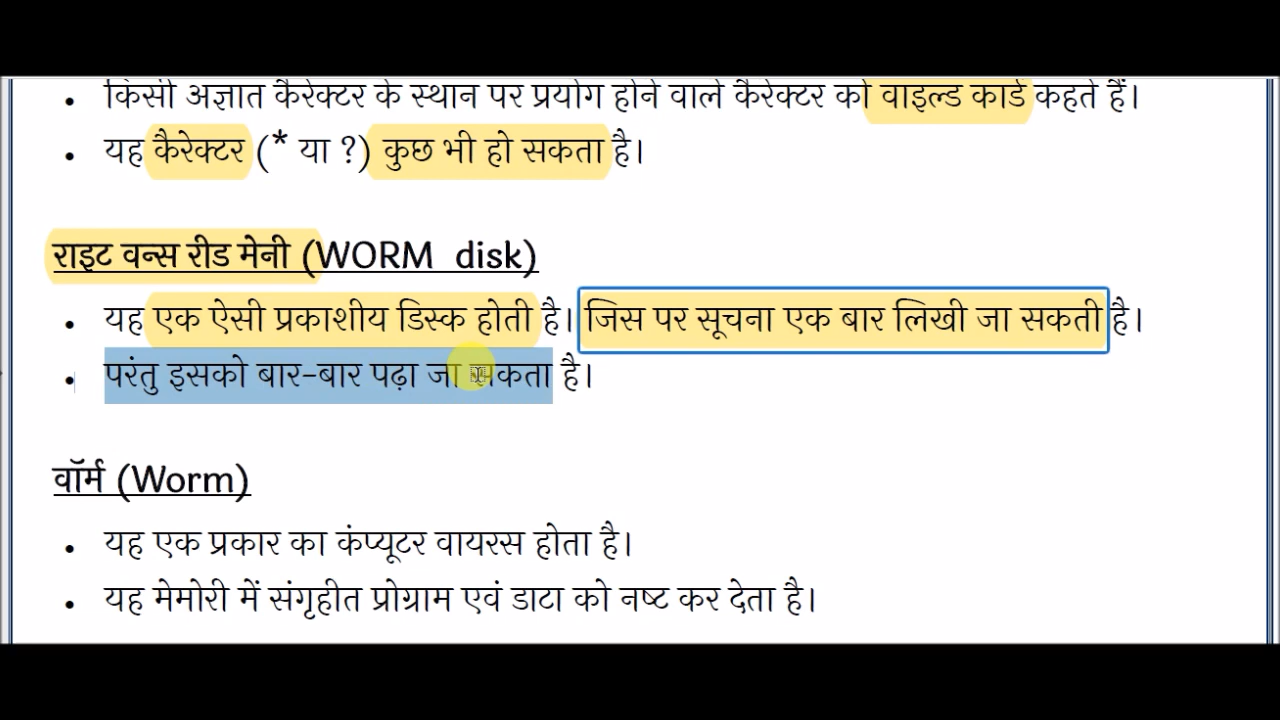 किसी अज्ञात कैरेक्टर के स्थान पर प्रयोग होने वाले कैरेक्टर को वाइल्ड कार्ड कहते हैं।
यह कैरेक्टर (* या ?) कुछ भी हो सकता है।
राइट वन्स रीड मेनी (WORM disk)
यह एक ऐसी प्रकाशीय डिस्क होती है। जिस पर सूचना एक बार लिखी जा सकती है।
परंतु इसको बार-बार पढ़ा जा सकता है।
वॉर्म (Worm)
यह एक प्रकार का कंप्यूटर वायरस होता है।
यह मेमोरी में संगृहीत प्रोग्राम एवं डाटा को नष्ट कर देता है।